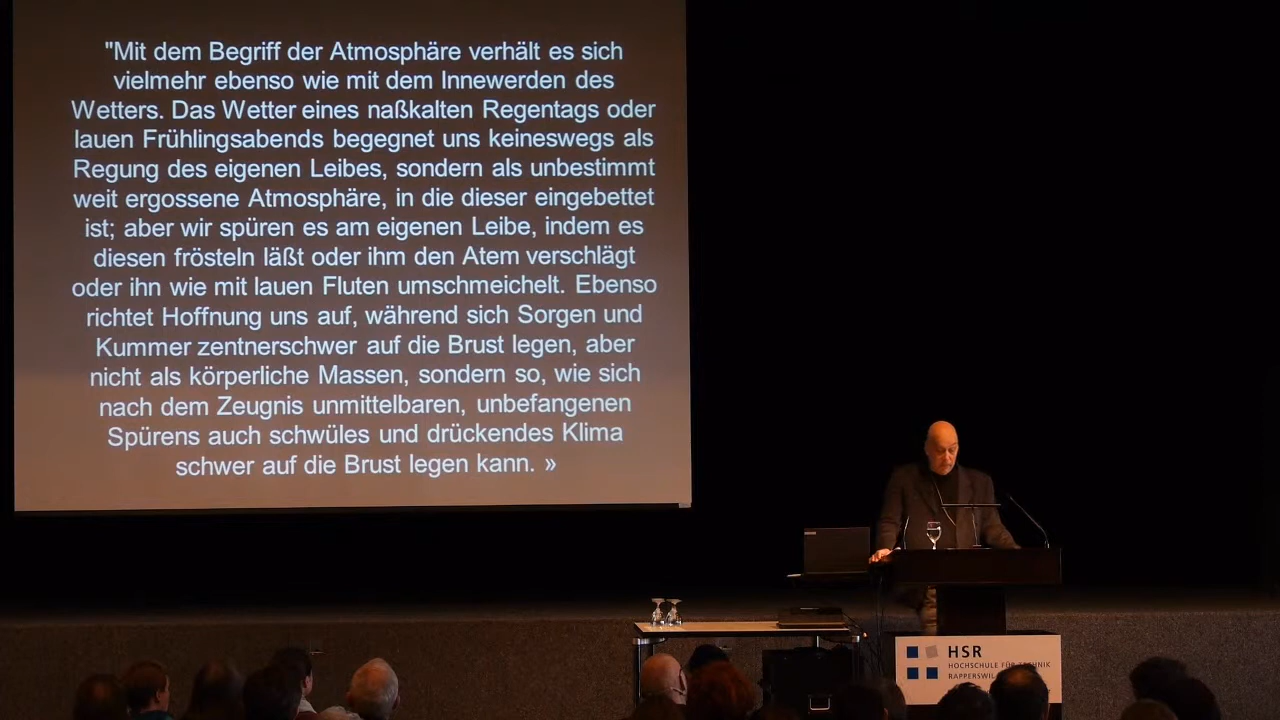 "Mit dem Begriff der Atmosphäre verhält es sich
vielmehr ebenso wie mit dem Innewerden des
Wetters. Das Wetter eines naßkalten Regentags oder
lauen Frühlingsabends begegnet uns keineswegs als
Regung des eigenen Leibes, sondern als unbestimmt
weit ergossene Atmosphäre, in die dieser eingebettet
ist; aber wir spüren es am eigenen Leibe, indem es
diesen frösteln läßt oder ihm den Atem verschlägt
oder ihn wie mit lauen Fluten umschmeichelt. Ebenso
richtet Hoffnung uns auf, während sich Sorgen und
Kummer zentnerschwer auf die Brust legen, aber
nicht als körperliche Massen, sondern so, wie sich
nach dem Zeugnis unmittelbaren, unbefangenen
Spürens auch schwüles und drückendes Klima
schwer auf die Brust legen kann. »
HSR
HOCHSCHULE FÜR TECHNIK
RAPPERSWIL